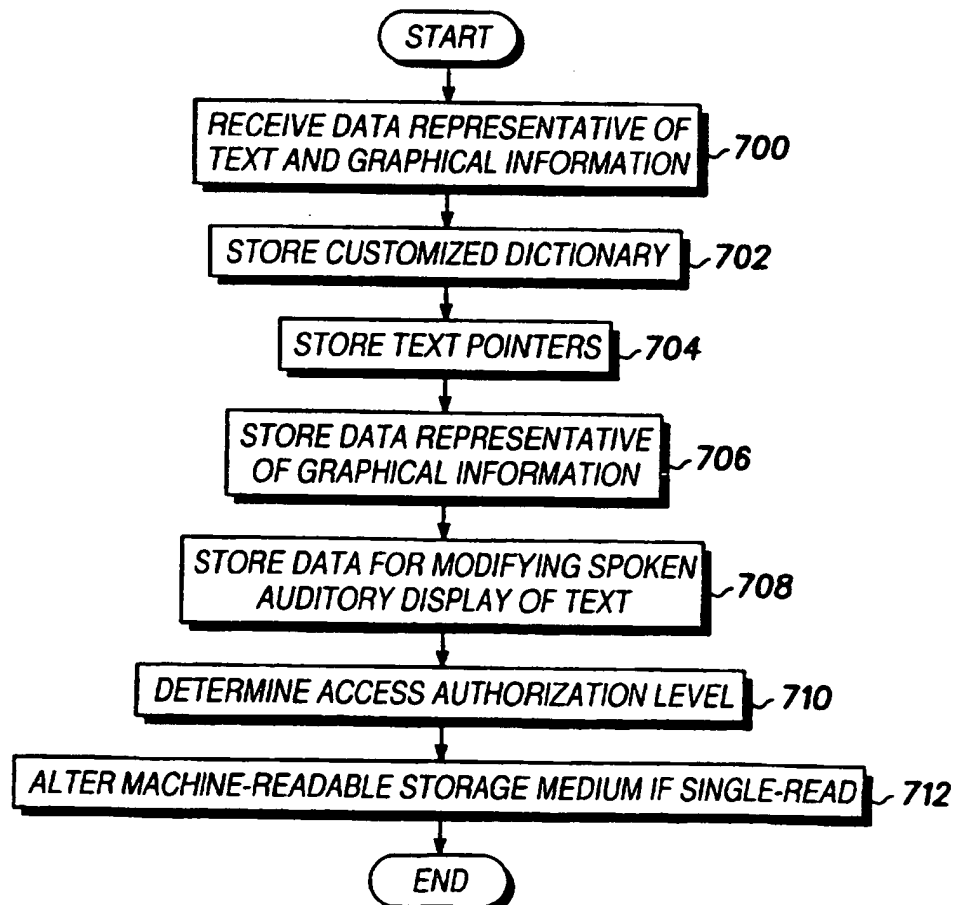 START
RECEIVE DATA REPRESENTATIVE OF
TEXT AND GRAPHICAL INFORMATION
700
STORE CUSTOMIZED DICTIONARY
702
STORE TEXT POINTERS
704
STORE DATA REPRESENTATIVE
OF GRAPHICAL INFORMATION
706
STORE DATA FOR MODIFYING SPOKEN
AUDITORY DISPLAY OF TEXT
708
DETERMINE ACCESS AUTHORIZATION LEVEL
710
ALTER MACHINE-READABLE STORAGE MEDIUM IF SINGLE-READ
712
END